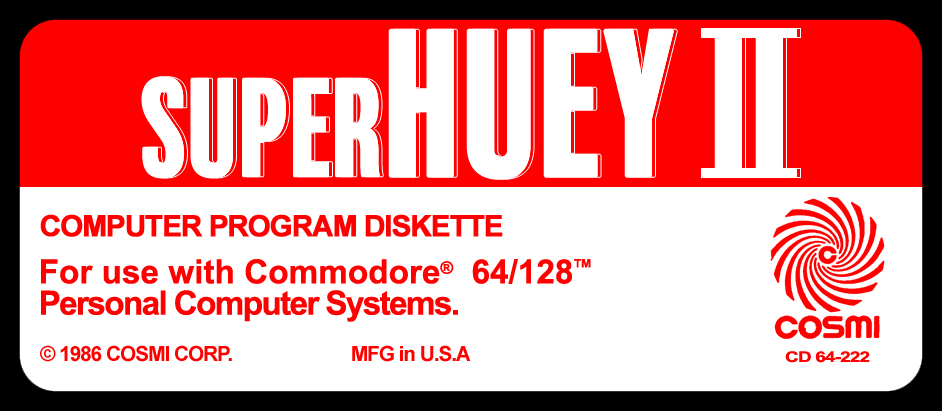 SUPERHUEY II
COMPUTER PROGRAM DISKETTE
For use with Commodore® 64/128™
Personal Computer Systems.
© 1986 COSMI CORP. MFG in U.S.A
C
COSMI
CD 64-222